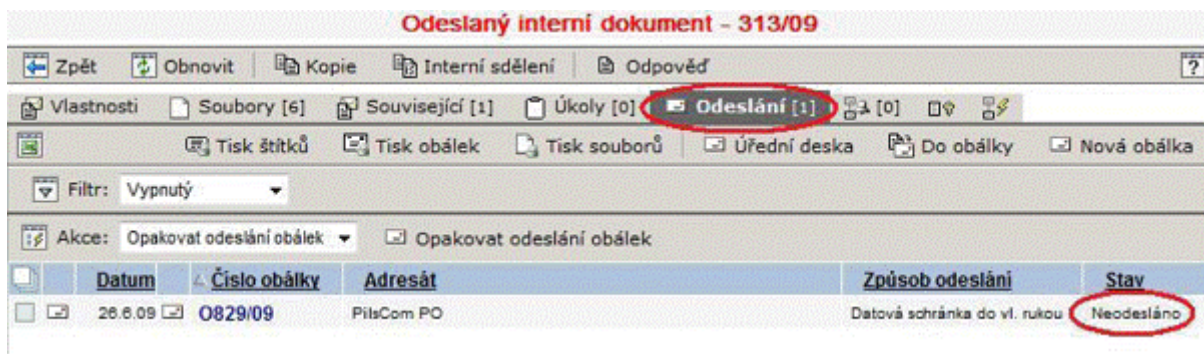 Odeslaný interní dokument - 313/09
Zpět Obnovit Kopie Interní sdělení Odpověď ?
Vlastnosti Soubory [6] Související [1] Úkoly [0] Odeslání [1] [0]
Tisk štítků Tisk obálek Tisk souborů Úřední deska Do obálky Nová obálka
Filtr: Vypnutý
Akce: Opakovat odeslání obálek Opakovat odeslání obálek
Datum Číslo obálky Adresát Způsob odeslání Stav
26.6.09 O829/09 PilsCom PO Datová schránka do vl. rukou Neodesláno